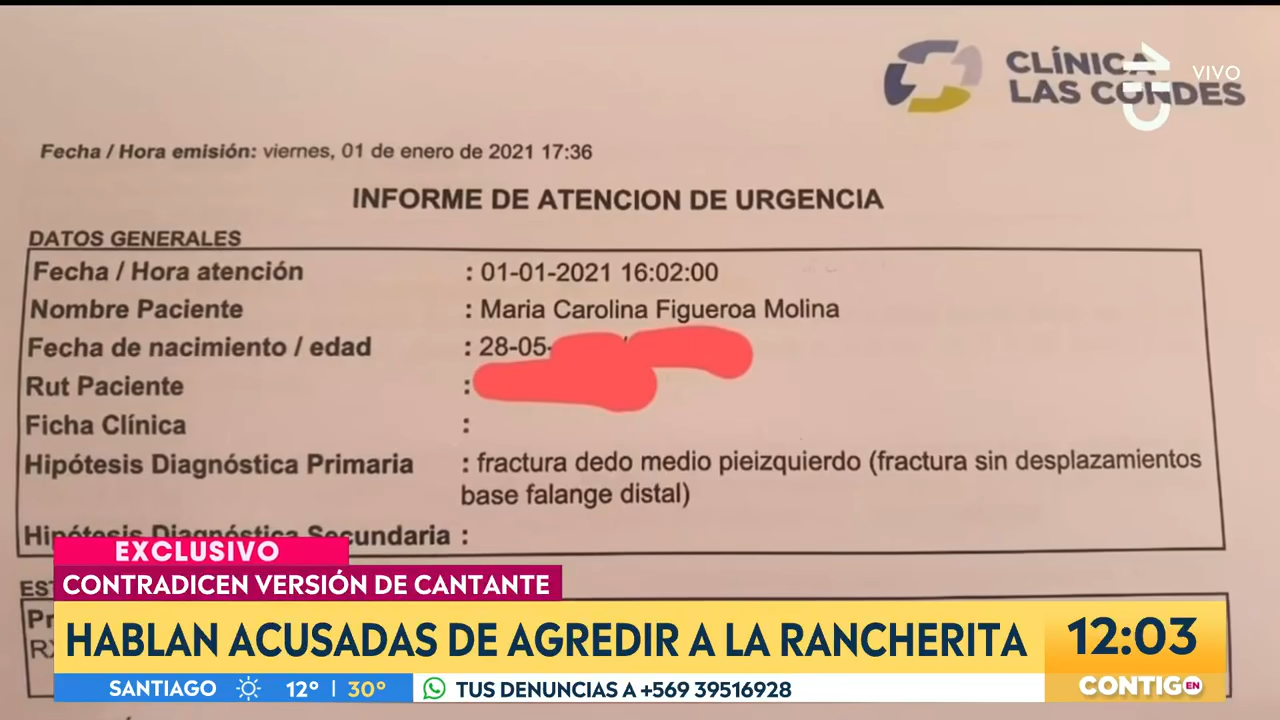 CLÍNICA
LAS CONDES
VIVO
Fecha / Hora emisión: viernes, 01 de enero de 2021 17:36
INFORME DE ATENCION DE URGENCIA
DATOS GENERALES
Fecha / Hora atención : 01-01-2021 16:02:00
Nombre Paciente : Maria Carolina Figueroa Molina
Fecha de nacimiento / edad : 28-05-
Rut Paciente :
Ficha Clínica :
Hipótesis Diagnóstica Primaria : fractura dedo medio pieizquierdo (fractura sin desplazamientos
base falange distal)
Hipótesis Diagnóstica Secundaria :
EXCLUSIVO
CONTRADICEN VERSIÓN DE CANTANTE
HABLAN ACUSADAS DE AGREDIR A LA RANCHERITA
12:03
SANTIAGO 12° | 30° TUS DENUNCIAS A +569 39516928
CONTIGO EN